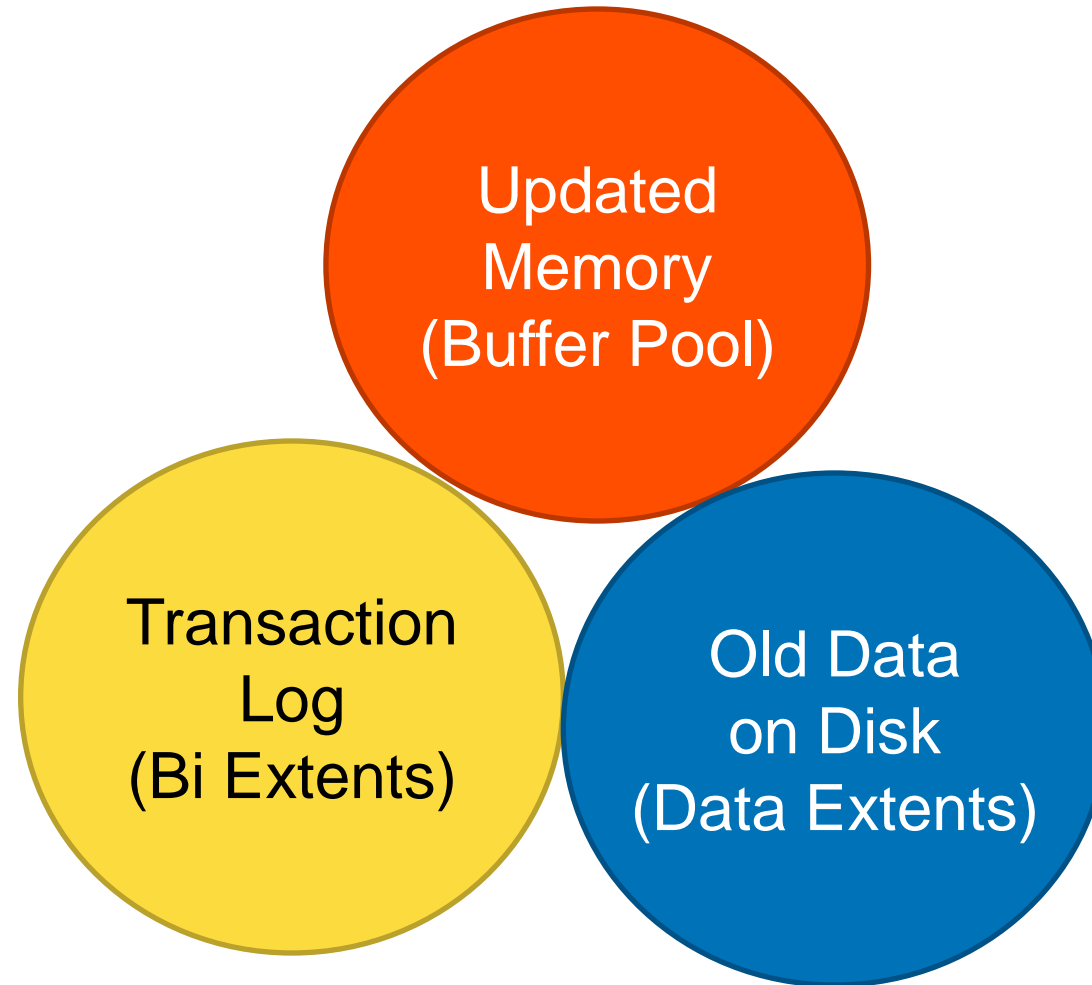 Updated
Memory
(Buffer Pool)
Transaction
Log
(Bi Extents)
Old Data
on Disk
(Data Extents)